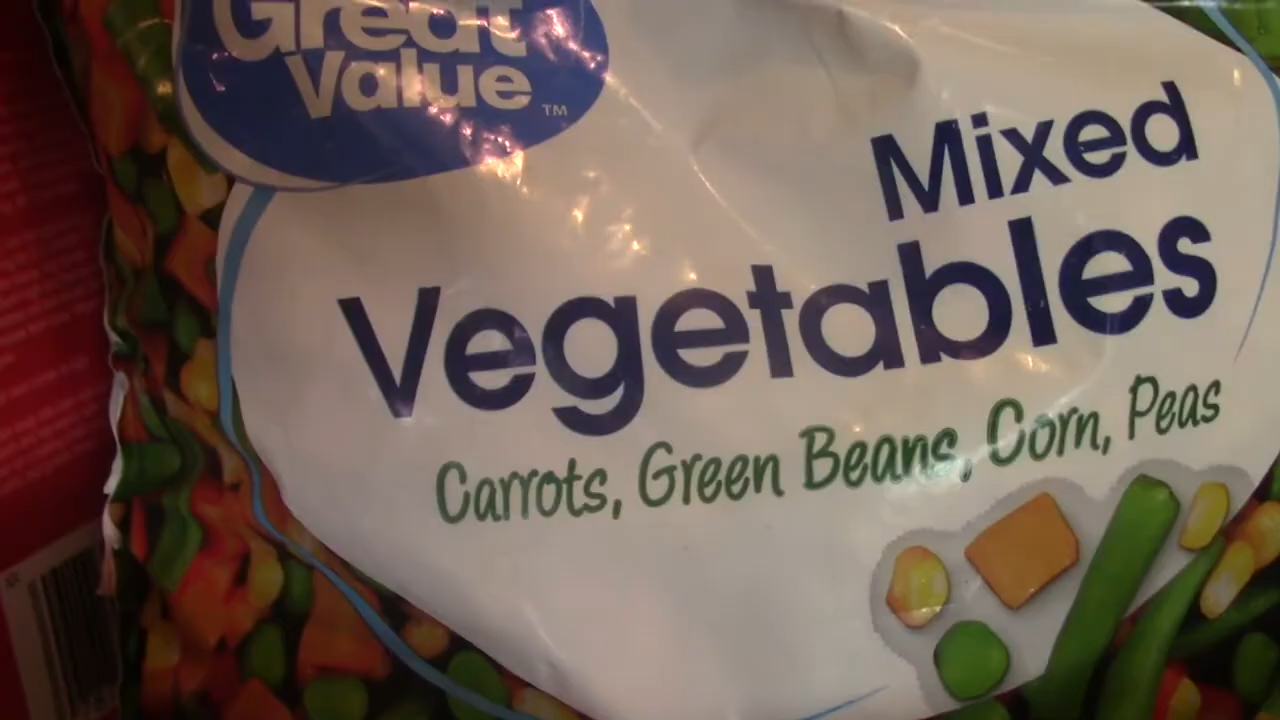 Great
Value
TM
Mixed
Vegetables
Carrots, Green Beans, Corn, Peas